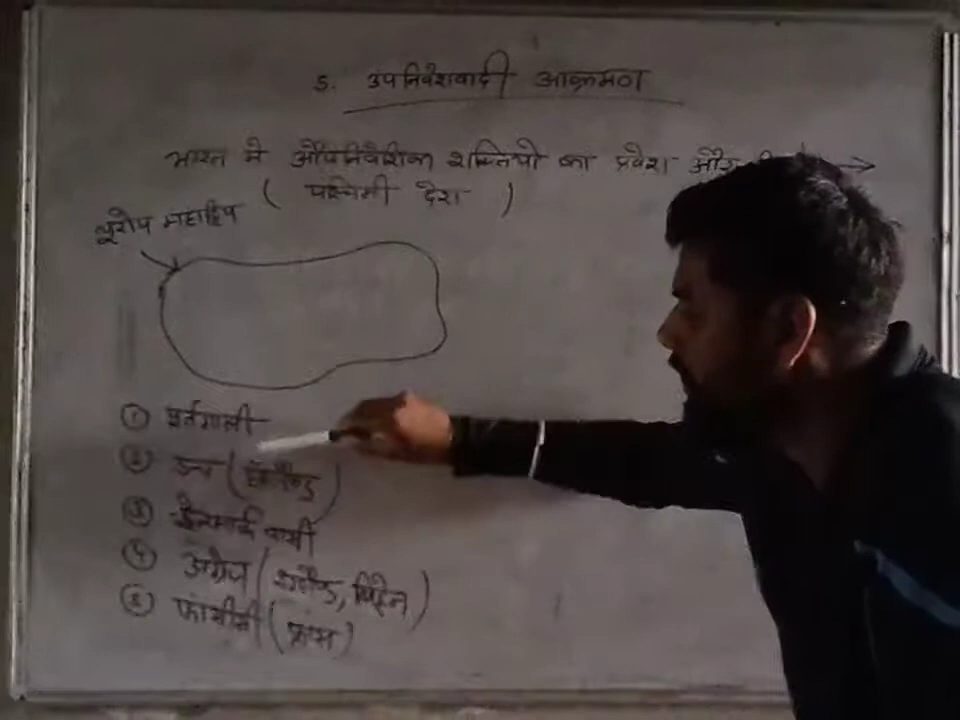 5. उपनिवेशवादी आक्रमण
भारत मे औपनिवेशिक शक्तियो का प्रवेश और
( पश्चिमी देश )
यूरोप महाद्विप
① पुर्तगाली
② डच (हॉलैण्ड)
③ डेनमार्क वासी
④ अंग्रेज (इंग्लैंड, ब्रिटेन)
⑤ फ्रांसीसी (फ्रांस)